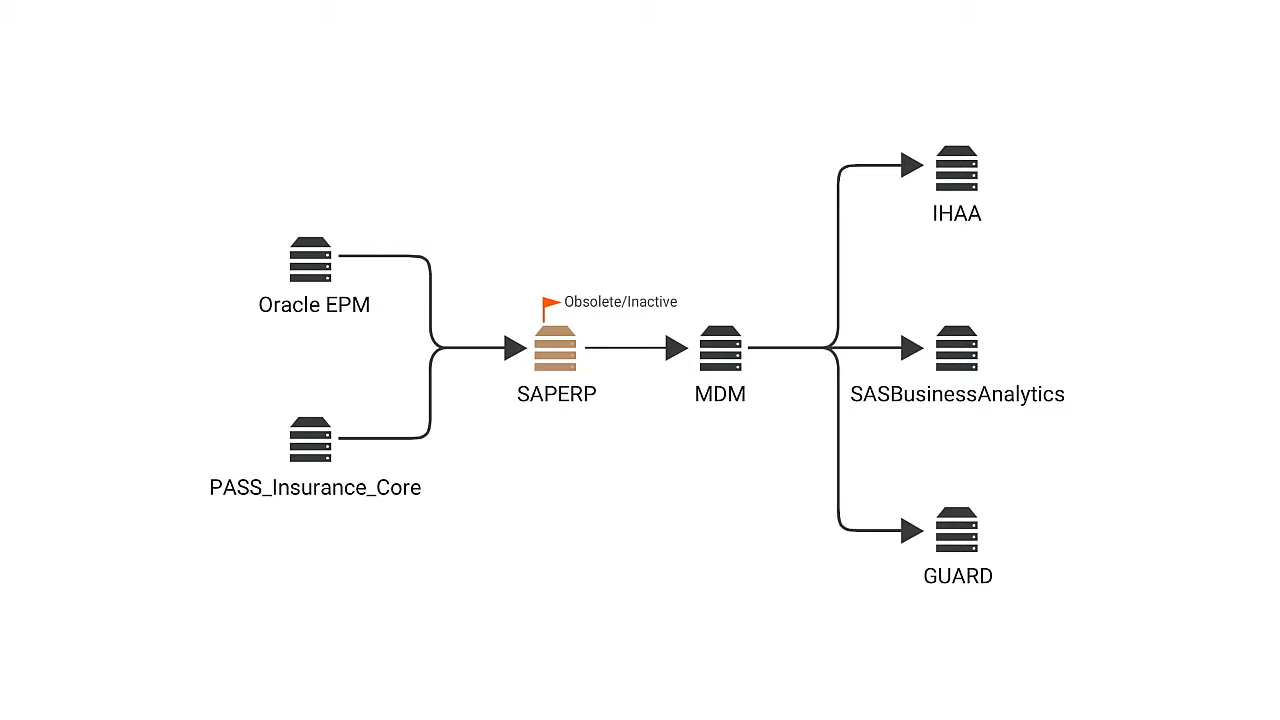 IHAA
Oracle EPM
Obsolete/Inactive
SAPERP
MDM
SASBusinessAnalytics
PASS_Insurance_Core
GUARD